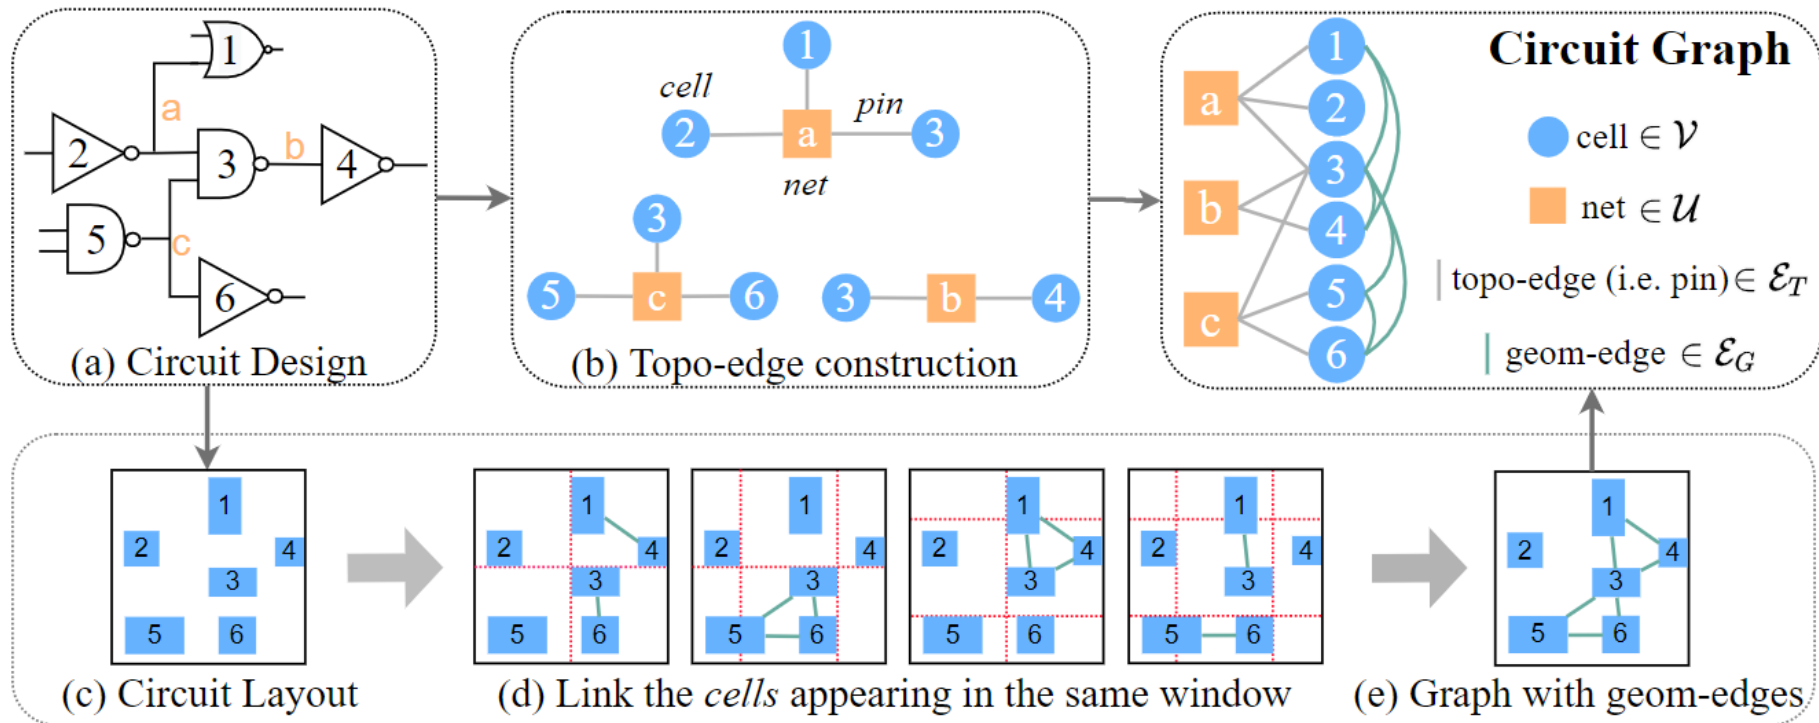 1
a
2
3
b
4
5
c
6
(a) Circuit Design
1
cell
pin
2
a
3
net
3
5
c
6
3
b
4
(b) Topo-edge construction
Circuit Graph
a
b
c
1
2
3
4
5
6
cell ∈ 𝒱
net ∈ 𝒰
topo-edge (i.e. pin) ∈ ℰ_T
geom-edge ∈ ℰ_G
1
2
4
3
5
6
(c) Circuit Layout
1
2
4
3
5
6
1
2
4
3
5
6
1
2
4
3
5
6
1
2
4
3
5
6
(d) Link the cells appearing in the same window
1
2
4
3
5
6
(e) Graph with geom-edges